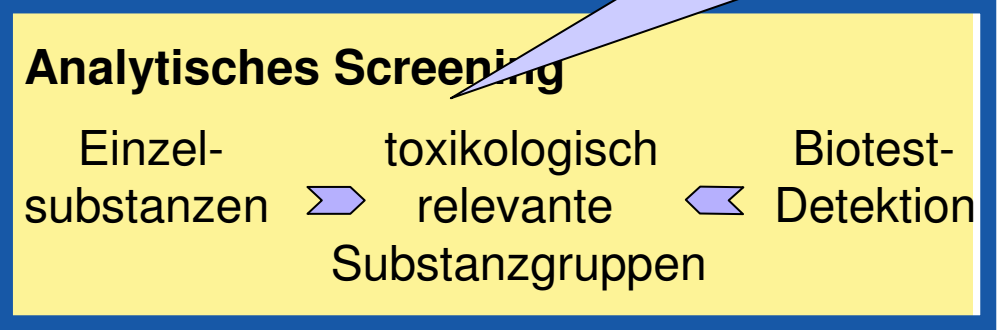 Analytisches Screening
Einzel-
substanzen
toxikologisch
relevante
Substanzgruppen
Biotest-
Detektion